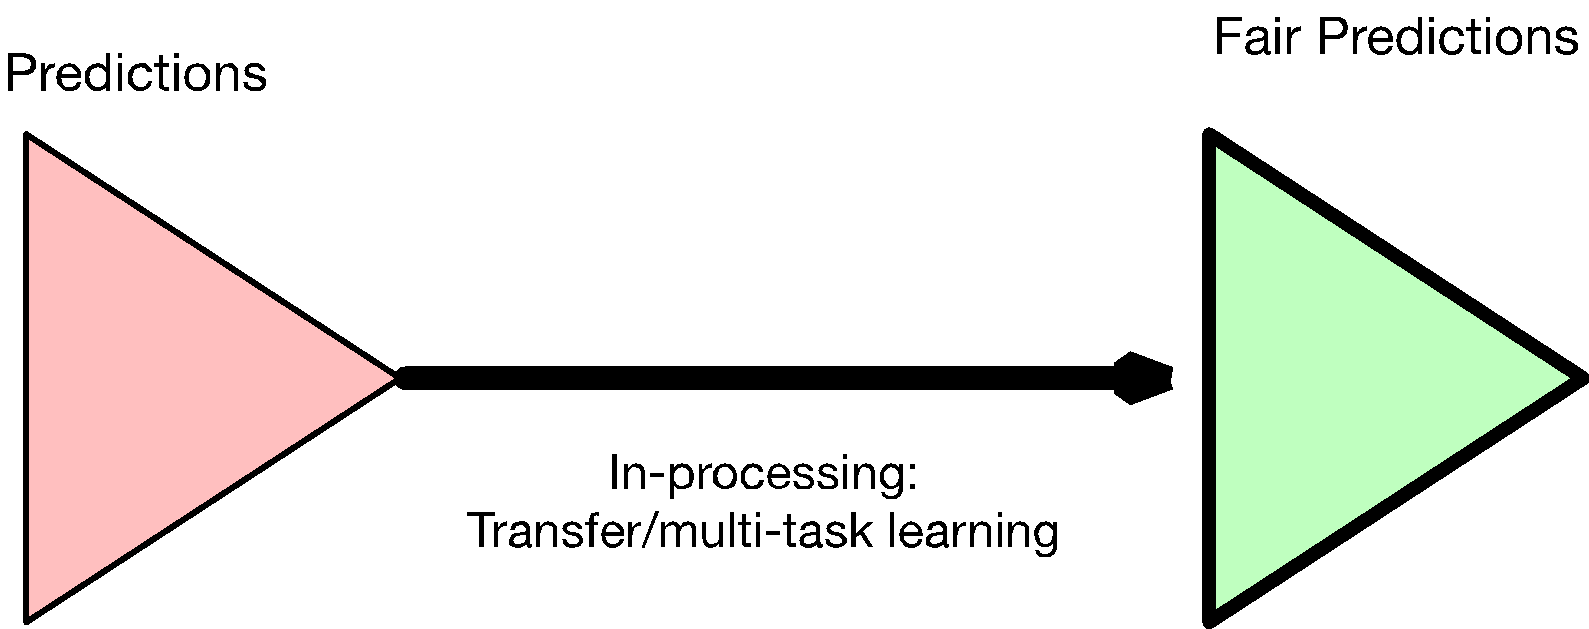 Predictions
Fair Predictions
In-processing:
Transfer/multi-task learning